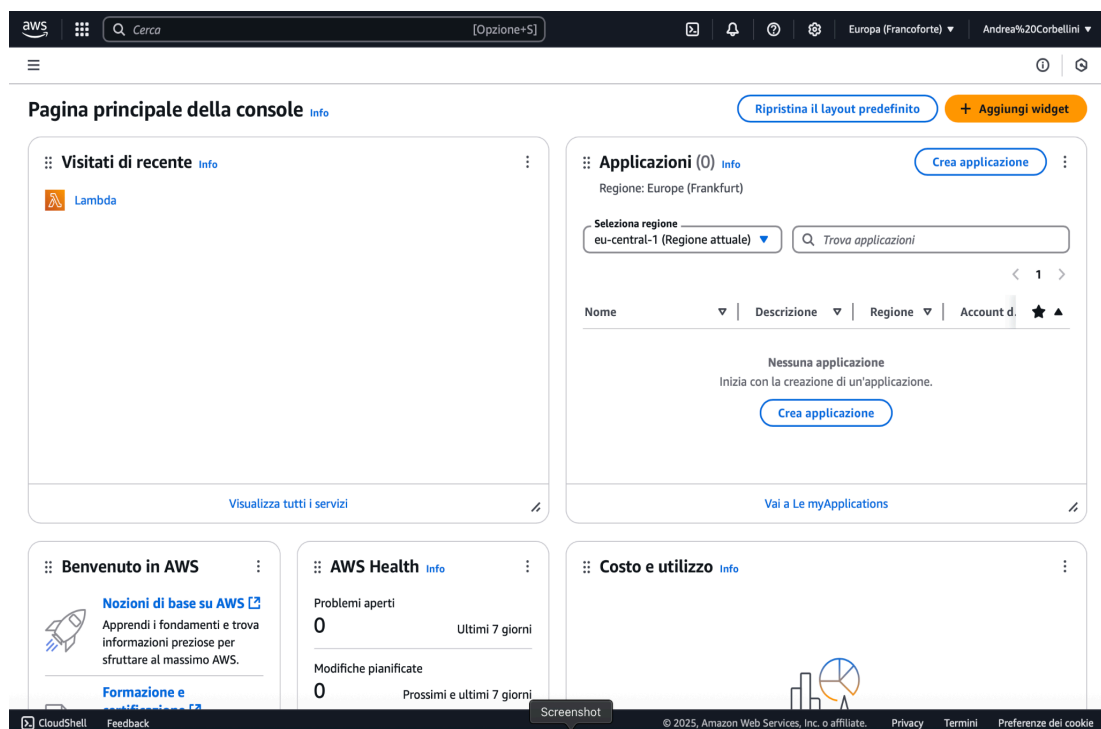 aws
Cerca [Opzione+S]
Europa (Francoforte)
Andrea%20Corbellini
Pagina principale della console Info
Ripristina il layout predefinito
+ Aggiungi widget
Visitati di recente Info
Lambda
Visualizza tutti i servizi
Applicazioni (0) Info
Crea applicazione
Regione: Europe (Frankfurt)
Seleziona regione
eu-central-1 (Regione attuale)
Trova applicazioni
1
Nome Descrizione Regione Account d.
Nessuna applicazione
Inizia con la creazione di un'applicazione.
Crea applicazione
Vai a Le myApplications
Benvenuto in AWS
Nozioni di base su AWS
Apprendi i fondamenti e trova
informazioni preziose per
sfruttare al massimo AWS.
Formazione e
certificazione
AWS Health Info
Problemi aperti
0 Ultimi 7 giorni
Modifiche pianificate
0 Prossimi e ultimi 7 giorni
Costo e utilizzo Info
Screenshot
CloudShell Feedback © 2025, Amazon Web Services, Inc. o affiliate. Privacy Termini Preferenze dei cookie